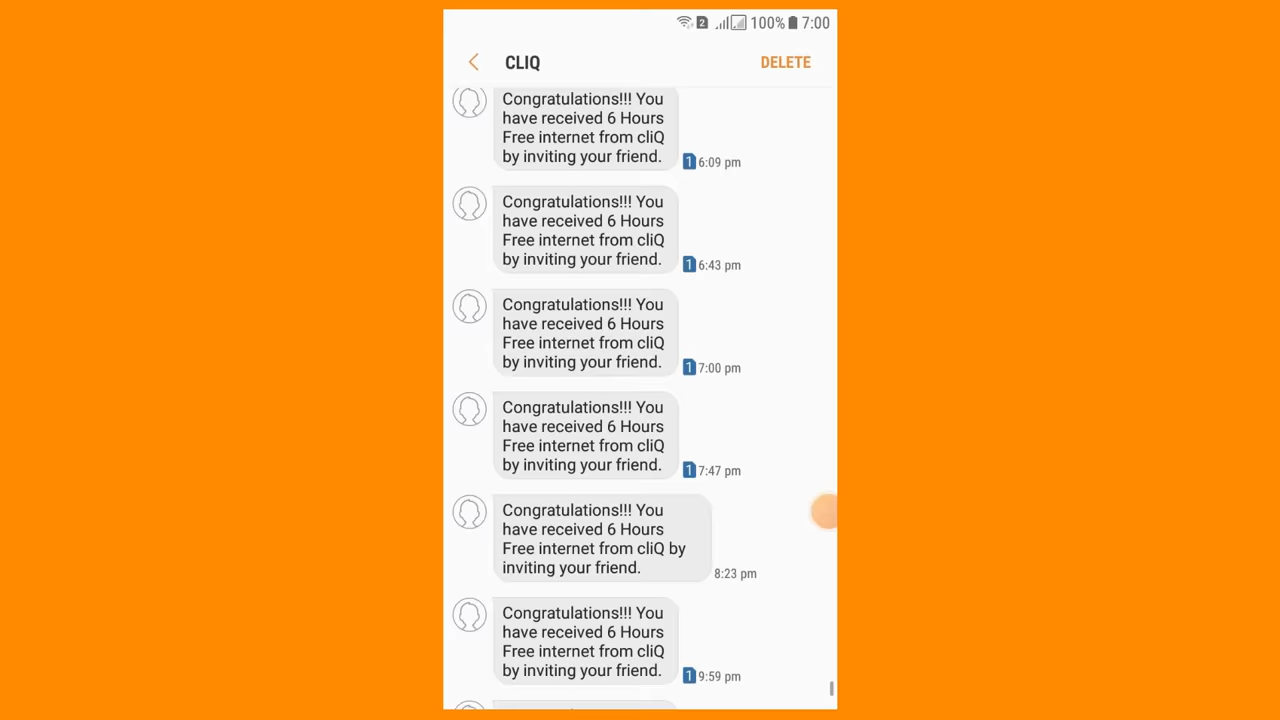 2 100% 7:00
CLIQ DELETE
Congratulations!!! You
have received 6 Hours
Free internet from cliQ
by inviting your friend.
1 6:09 pm
Congratulations!!! You
have received 6 Hours
Free internet from cliQ
by inviting your friend.
1 6:43 pm
Congratulations!!! You
have received 6 Hours
Free internet from cliQ
by inviting your friend.
1 7:00 pm
Congratulations!!! You
have received 6 Hours
Free internet from cliQ
by inviting your friend.
1 7:47 pm
Congratulations!!! You
have received 6 Hours
Free internet from cliQ by
inviting your friend.
8:23 pm
Congratulations!!! You
have received 6 Hours
Free internet from cliQ
by inviting your friend.
1 9:59 pm